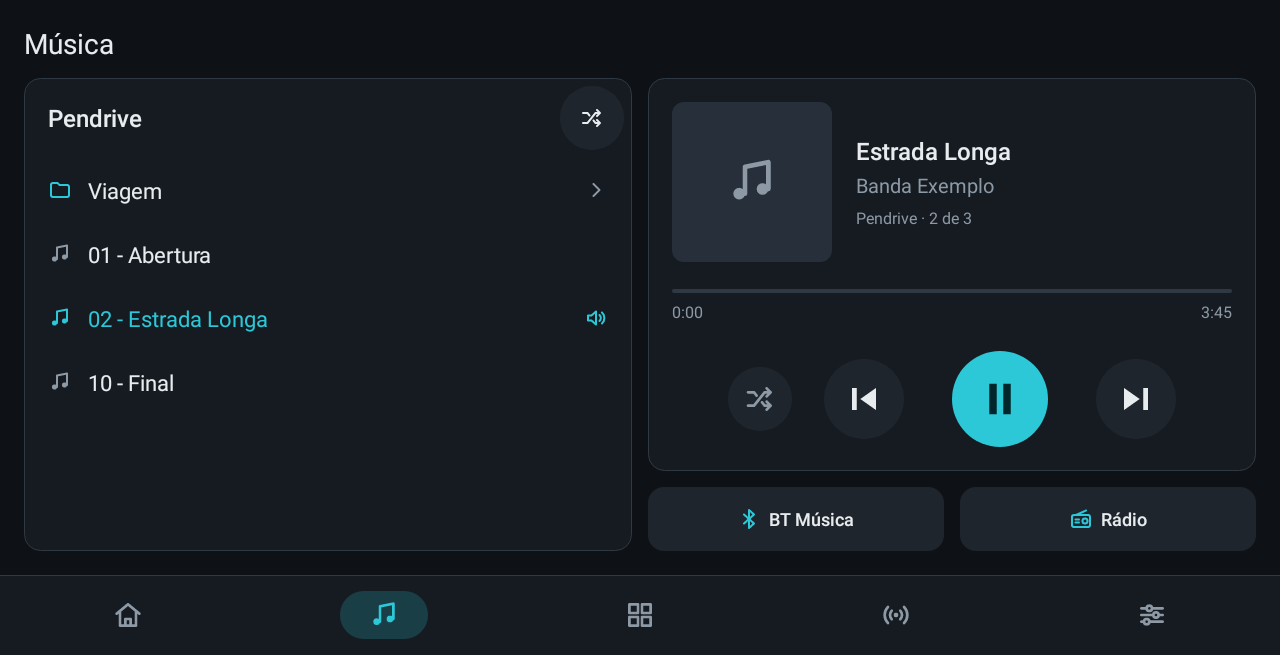 Música
Pendrive
Viagem
01 - Abertura
02 - Estrada Longa
10 - Final
Estrada Longa
Banda Exemplo
Pendrive · 2 de 3
0:00
3:45
BT Música
Rádio